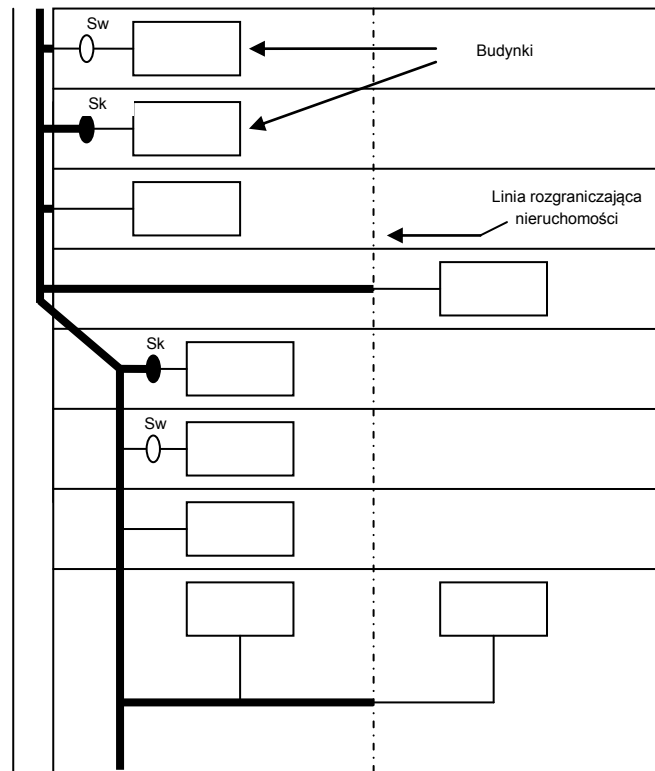 Sw
Budynki
Sk
Linia rozgraniczająca
nieruchomości
Sk
Sw